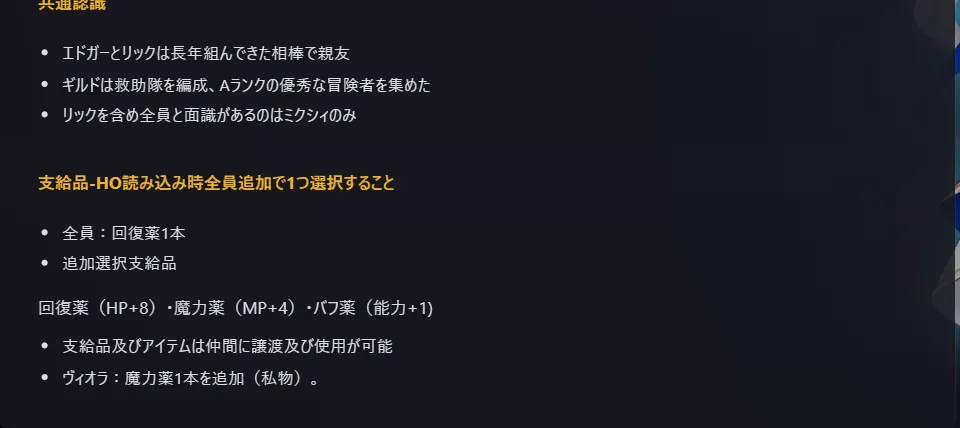 共通認識
• エドガーとリックは長年組んできた相棒で親友
• ギルドは救助隊を編成、Aランクの優秀な冒険者を集めた
• リックを含め全員と面識があるのはミクシィのみ
支給品-HO読み込み時全員追加で1つ選択すること
• 全員：回復薬1本
• 追加選択支給品
回復薬（HP+8）・魔力薬（MP+4）・バフ薬（能力+1)
• 支給品及びアイテムは仲間に譲渡及び使用が可能
• ヴィオラ：魔力薬1本を追加（私物）。